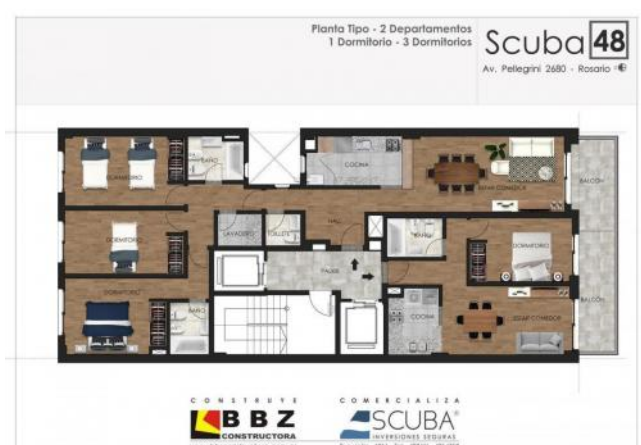 Planta Tipo - 2 Departamentos
1 Dormitorio - 3 Dormitorios
Scuba 48
Av. Pellegrini 2680 - Rosario
DORMITORIO
BAÑO
COCINA
ESTAR COMEDOR
BALCÓN
DORMITORIO
LAVADERO
TOILETTE
HALL
BAÑO
DORMITORIO
PALIER
DORMITORIO
BAÑO
COCINA
ESTAR COMEDOR
BALCÓN
CONSTRUYE
BBZ
CONSTRUCTORA
COMERCIALIZA
SCUBA®
INVERSIONES SEGURAS